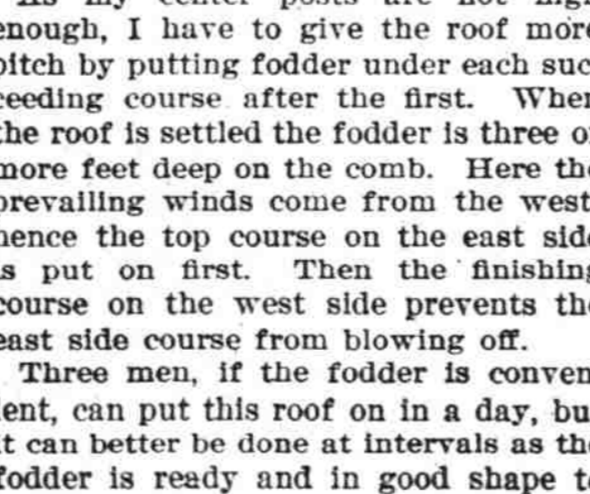 my center posts are not
enough, I have to give the roof more
pitch by putting fodder under each suc
ceeding course after the first. When
the roof is settled the fodder is three or
more feet deep on the comb. Here the
prevailing winds come from the west
hence the top course on the east side
is put on first. Then the finishing
course on the west side prevents the
east side course from blowing off.
Three men, if the fodder is conven
ient, can put this roof on in a day, but
it can better be done at intervals as the
fodder is ready and in good shape to